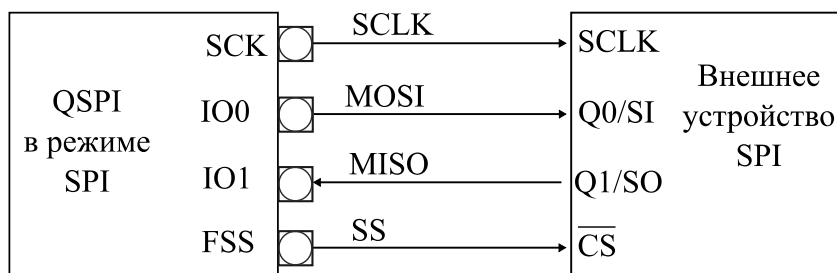 QSPI
в режиме
SPI
SCK
IO0
IO1
FSS
SCLK
MOSI
MISO
SS
SCLK
Q0/SI
Q1/SO
CS
Внешнее
устройство
SPI